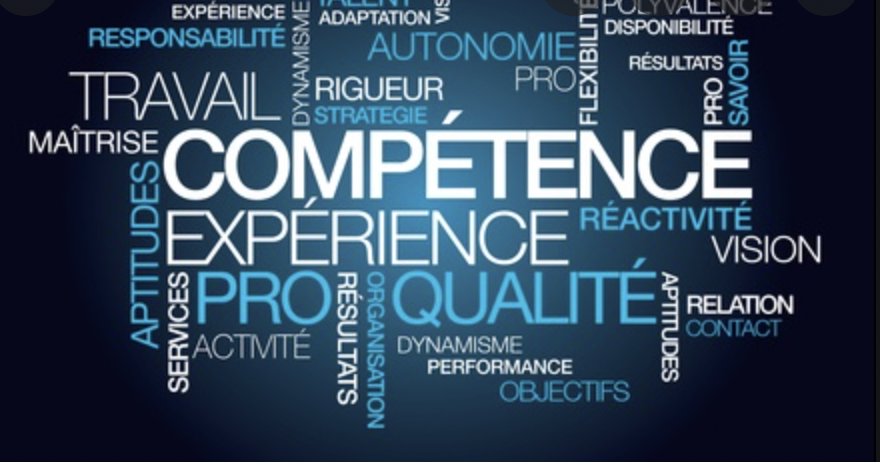 EXPÉRIENCE
TALENT
ADAPTATION
RESPONSABILITÉ
DYNAMISME
AUTONOMIE
FLEXIBILITÉ
POLYVALENCE
DISPONIBILITÉ
RÉSULTATS
PRO
TRAVAIL
RIGUEUR
STRATEGIE
PRO
SAVOIR
MAÎTRISE
COMPÉTENCE
APTITUDES
EXPÉRIENCE
RÉACTIVITÉ
VISION
SERVICES
PRO
RÉSULTATS
ORGANISATION
QUALITÉ
APTITUDES
RELATION
CONTACT
ACTIVITÉ
DYNAMISME
PERFORMANCE
OBJECTIFS